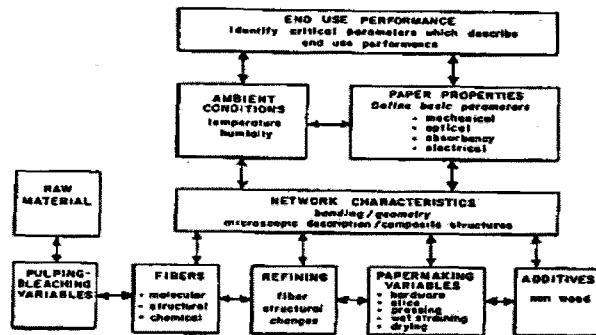 END USE PERFORMANCE
Identify critical parameters which describe
end use performance
AMBIENT
CONDITIONS
temperature
humidity
PAPER PROPERTIES
Define basic parameters
• mechanical
• optical
• absorbency
• electrical
NETWORK CHARACTERISTICS
bonding/geometry
microscopic description/composite structures
RAW
MATERIAL
PULPING-
BLEACHING
VARIABLES
FIBERS
• molecular
• structural
• chemical
REFINING
fiber
structural
changes
PAPERMAKING
VARIABLES
• hardware
• slice
• pressing
• wet straining
• drying
ADDITIVES
non wood